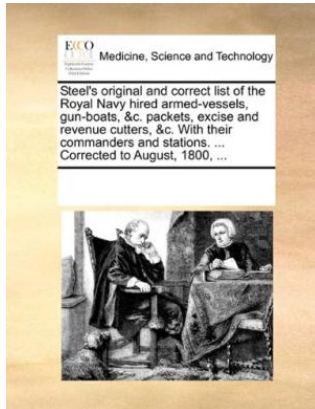 ECCO
Medicine, Science and Technology
Steel's original and correct list of the
Royal Navy hired armed-vessels,
gun-boats, &c. packets, excise and
revenue cutters, &c. With their
commanders and stations. ...
Corrected to August, 1800, ...